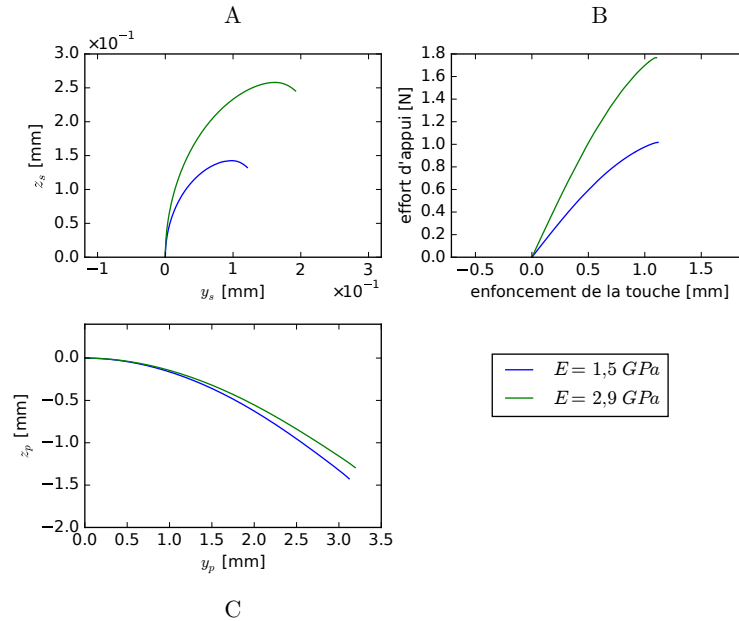 A
B
×10⁻¹
3.0
2.5
2.0
1.5
1.0
0.5
0.0
z_s [mm]
−1 0 1 2 3
y_s [mm]
×10⁻¹
1.8
1.6
1.4
1.2
1.0
0.8
0.6
0.4
0.2
0.0
effort d'appui [N]
−0.5 0.0 0.5 1.0 1.5
enfoncement de la touche [mm]
0.0
−0.5
−1.0
−1.5
−2.0
z_p [mm]
0.0 0.5 1.0 1.5 2.0 2.5 3.0 3.5
y_p [mm]
E = 1,5 GPa
E = 2,9 GPa
C